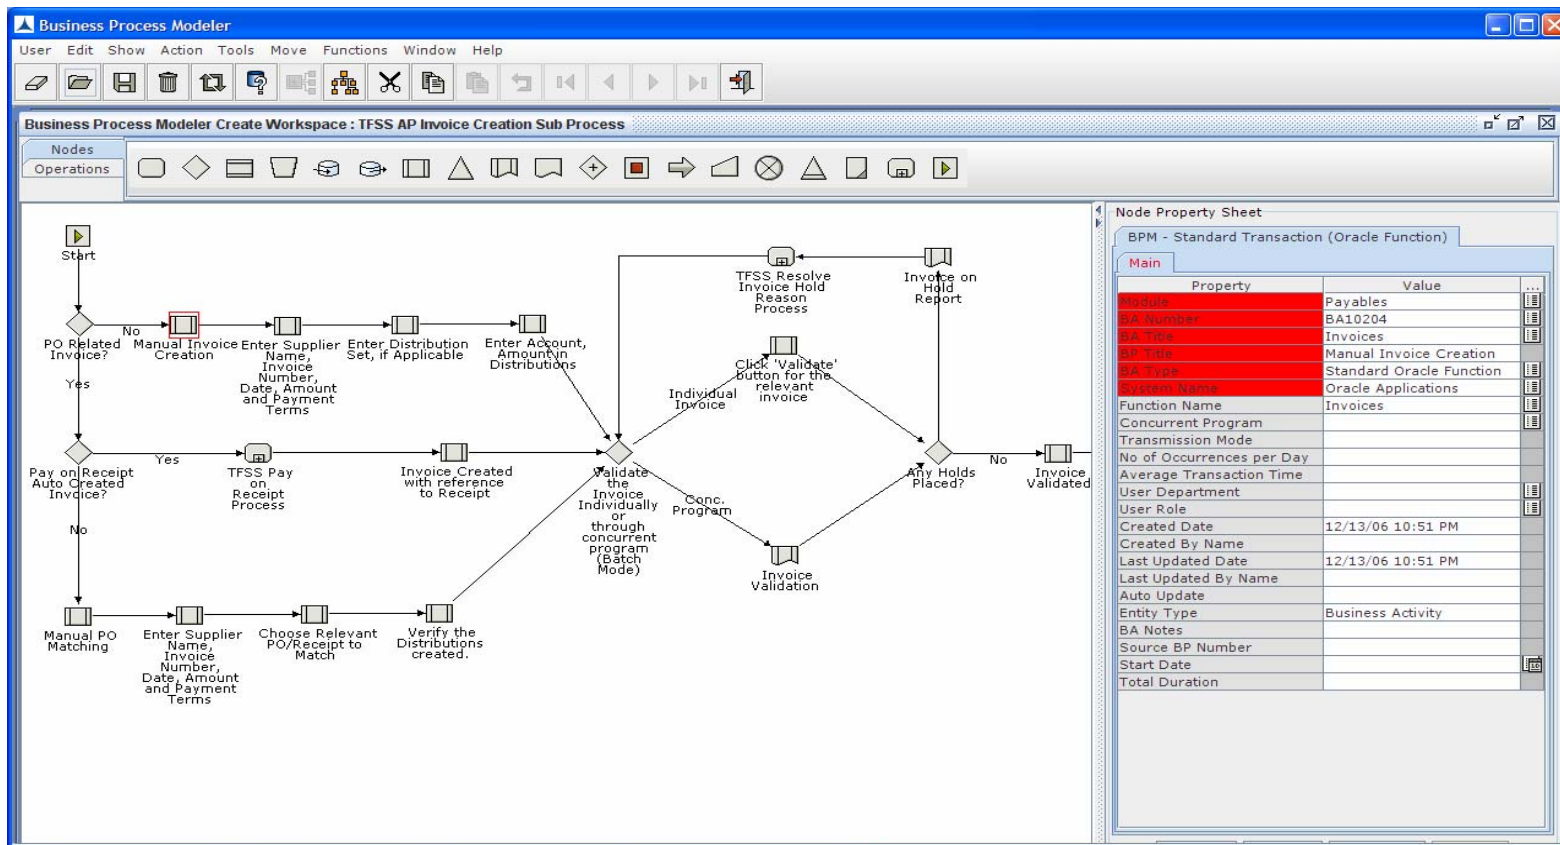 Business Process Modeler
User Edit Show Action Tools Move Functions Window Help
Business Process Modeler Create Workspace : TFSS AP Invoice Creation Sub Process
Nodes
Operations
Start
PO Related
Invoice?
No
Yes
Manual Invoice
Creation
Enter Supplier
Name,
Invoice
Number,
Date, Amount
and Payment
Terms
Enter Distribution
Set, if Applicable
Enter Account,
Amount in
Distributions
TFSS Resolve
Invoice Hold
Reason
Process
Invoice on
Hold
Report
Click 'Validate'
button for the
relevant
invoice
Individual
Invoice
Pay on Receipt
Auto Created
Invoice?
Yes
No
TFSS Pay
on
Receipt
Process
Invoice Created
with reference
to Receipt
Validate
the
Invoice
Individually
or
through
concurrent
program
(Batch
Mode)
Conc.
Program
Any Holds
Placed?
No
Invoice
Validated
Invoice
Validation
Manual PO
Matching
Enter Supplier
Name,
Invoice
Number,
Date, Amount
and Payment
Terms
Choose Relevant
PO/Receipt to
Match
Verify the
Distributions
created.
Node Property Sheet
BPM - Standard Transaction (Oracle Function)
Main
Property Value ...
Module Payables
BA Number BA10204
BA Title Invoices
BP Title Manual Invoice Creation
BA Type Standard Oracle Function
System Name Oracle Applications
Function Name Invoices
Concurrent Program
Transmission Mode
No of Occurrences per Day
Average Transaction Time
User Department
User Role
Created Date 12/13/06 10:51 PM
Created By Name
Last Updated Date 12/13/06 10:51 PM
Last Updated By Name
Auto Update
Entity Type Business Activity
BA Notes
Source BP Number
Start Date
Total Duration